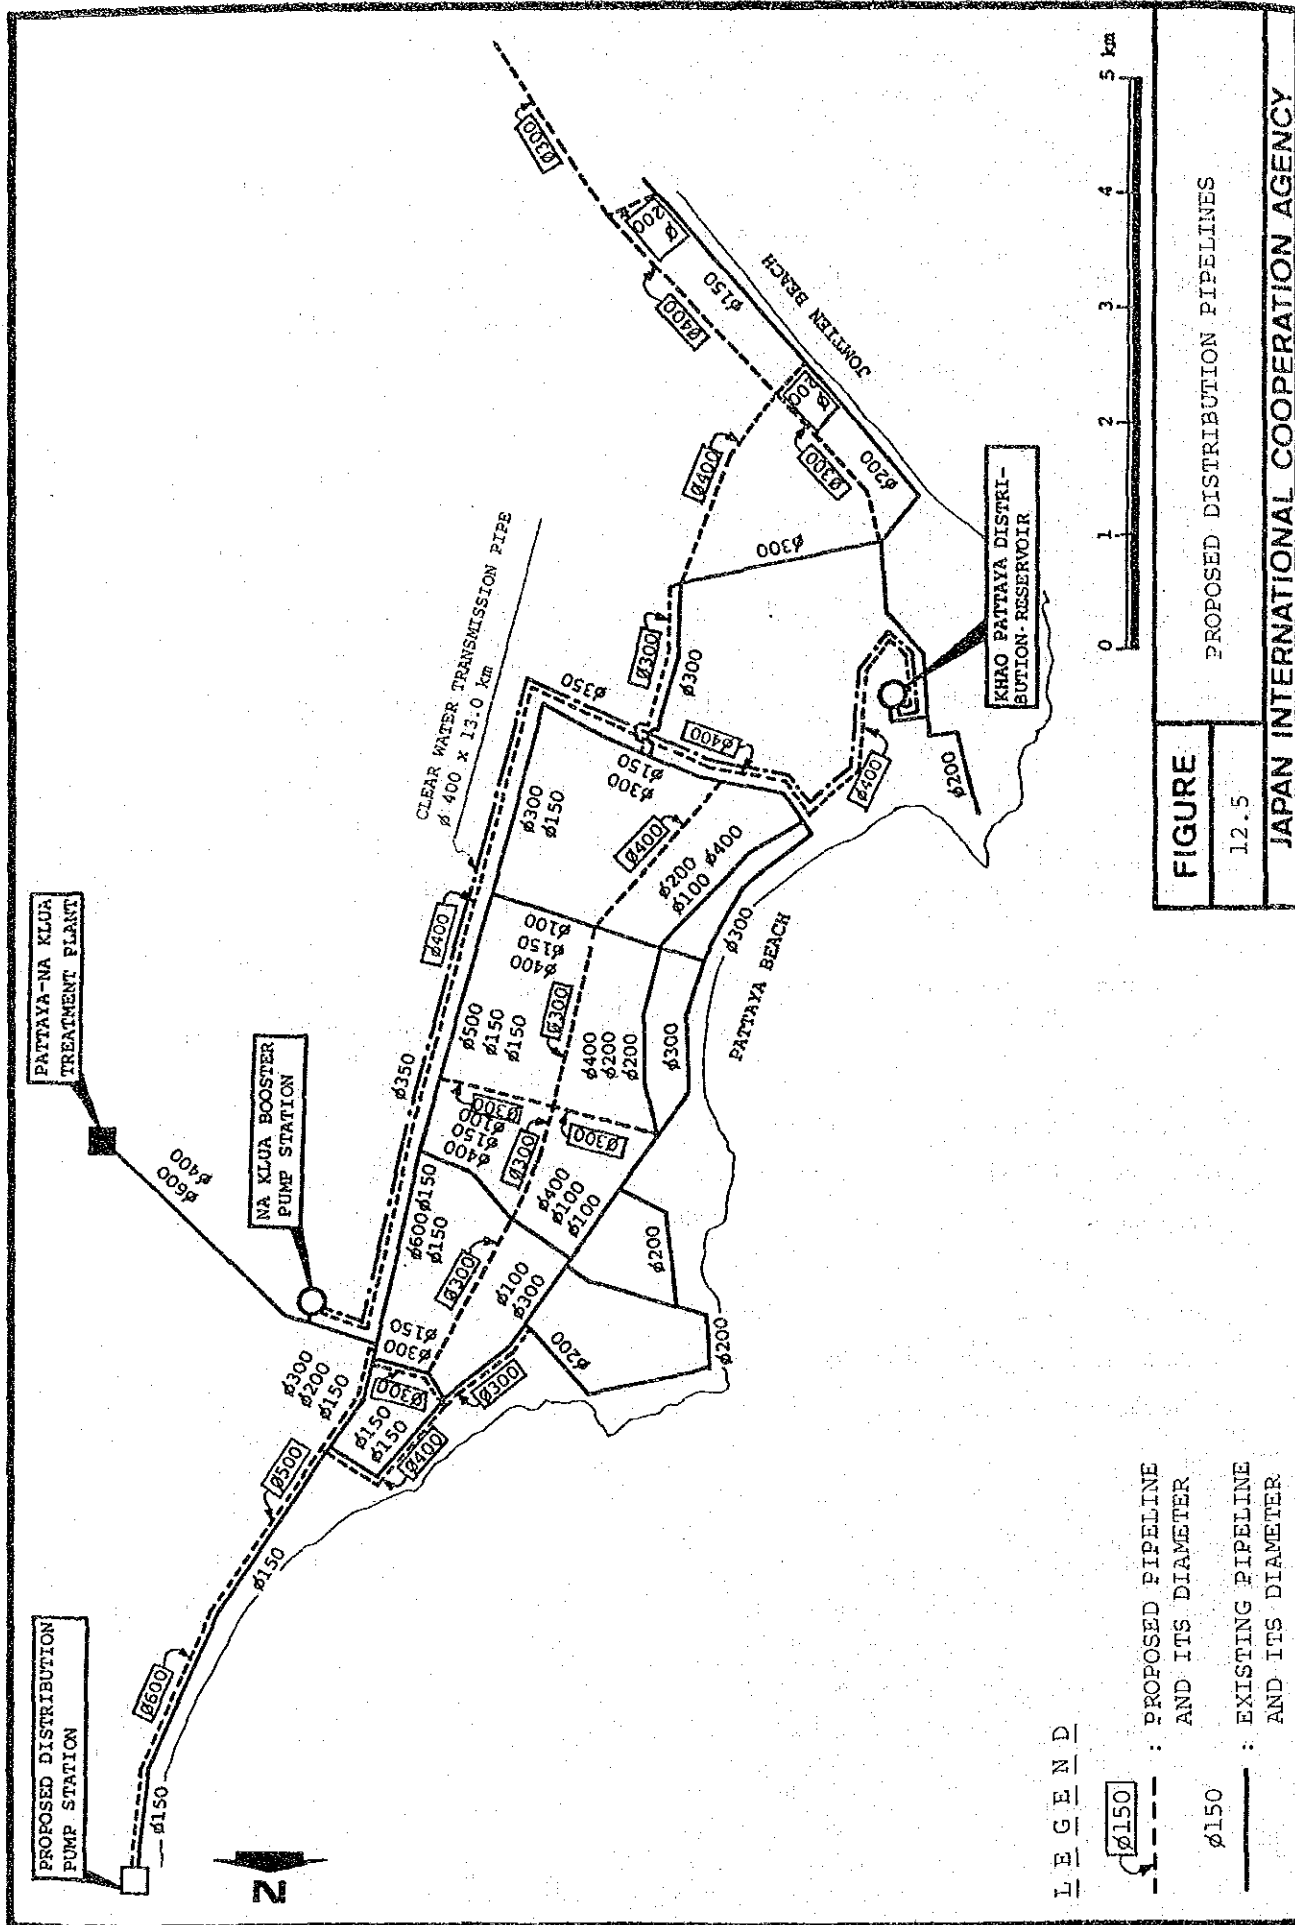 PROPOSED DISTRIBUTION
PUMP STATION
PATTAYA-NA KLUA
TREATMENT PLANT
NA KLUA BOOSTER
PUMP STATION
ø600
ø400
N
ø150
Ø600
ø150
Ø500
ø300
ø200
ø150
ø150
ø150
Ø400
Ø300
ø300
ø150
Ø300
ø200
ø200
ø200
ø100
ø300
Ø300
ø600 ø150
ø150
ø350
ø400
ø150
ø100
Ø300
Ø300
Ø300
ø400
ø100
ø100
ø500
ø150
ø150
Ø300
ø400
ø200
ø200
ø300
ø400
ø150
ø100
Ø400
CLEAR WATER TRANSMISSION PIPE
ø 400 x 13.0 km
ø300
ø150
Ø400
ø200
ø100
ø400
ø300
PATTAYA BEACH
ø350
ø150
ø300
Ø400
Ø300
ø300
Ø400
ø200
KHAO PATTAYA DISTRI-
BUTION-RESERVOIR
ø300
Ø400
Ø300
ø200
ø200
JOMTIEN BEACH
ø150
Ø400
ø200
Ø300
0 1 2 3 4 5 km
LEGEND
Ø150
: PROPOSED PIPELINE
AND ITS DIAMETER
ø150
: EXISTING PIPELINE
AND ITS DIAMETER
FIGURE
12.5
PROPOSED DISTRIBUTION PIPELINES
JAPAN INTERNATIONAL COOPERATION AGENCY